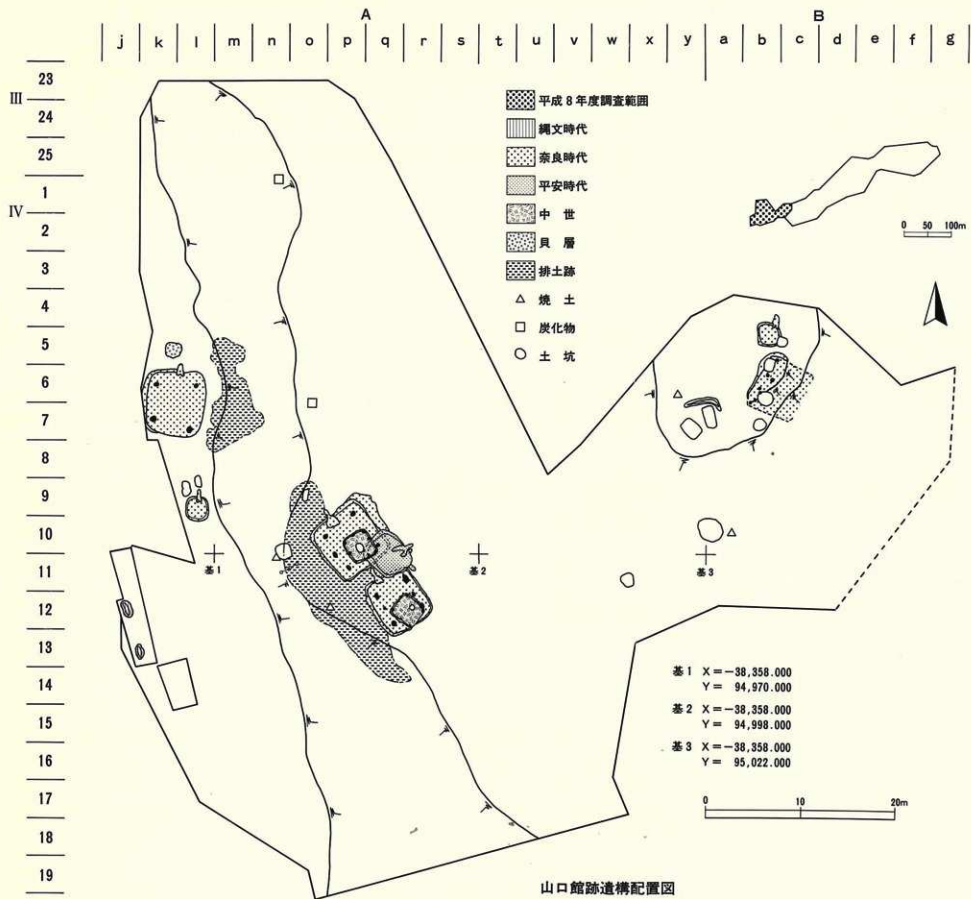 A B
j k l m n o p q r s t u v w x y a b c d e f g
III
23
24
25
IV
1
2
3
4
5
6
7
8
9
10
11
12
13
14
15
16
17
18
19
平成8年度調査範囲
縄文時代
奈良時代
平安時代
中 世
貝 層
排土跡
焼 土
炭化物
土 坑
0 50 100m
基1
基2
基3
基1 X=-38,358.000
Y= 94,970.000
基2 X=-38,358.000
Y= 94,998.000
基3 X=-38,358.000
Y= 95,022.000
0 10 20m
山口館跡遺構配置図